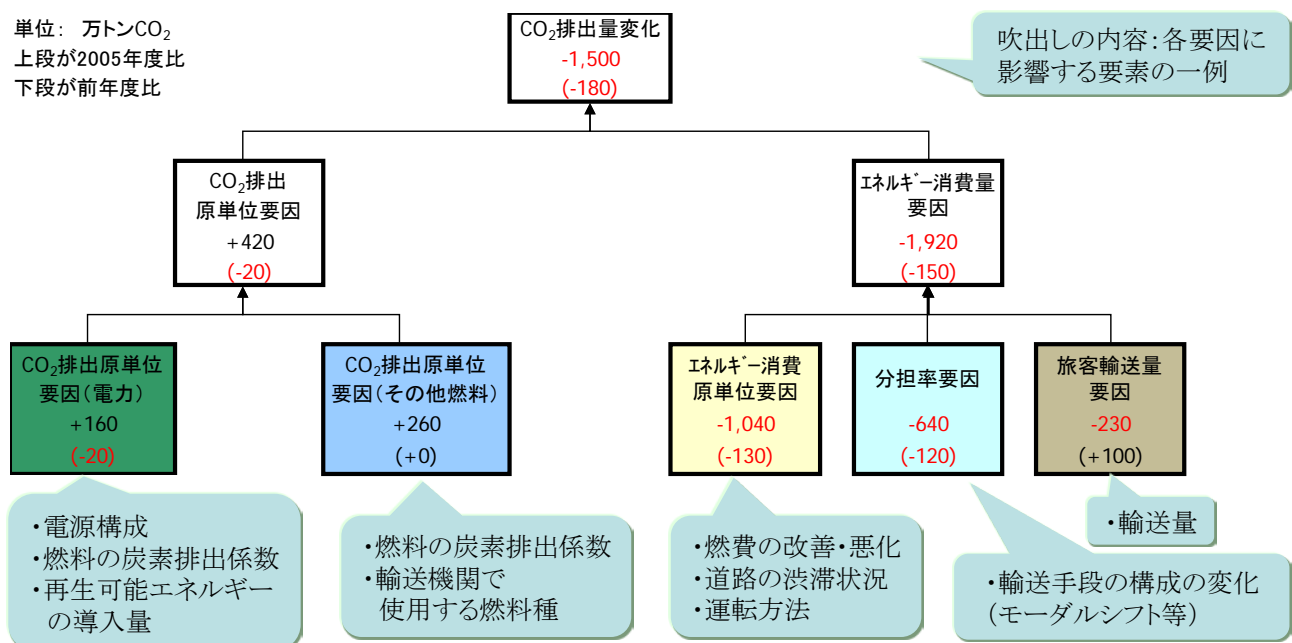 単位： 万トンCO₂
上段が2005年度比
下段が前年度比
CO₂排出量変化
-1,500
(-180)
吹出しの内容：各要因に
影響する要素の一例
CO₂排出
原単位要因
+420
(-20)
ｴﾈﾙｷﾞｰ消費量
要因
-1,920
(-150)
CO₂排出原単位
要因（電力）
+160
(-20)
CO₂排出原単位
要因（その他燃料）
+260
(+0)
ｴﾈﾙｷﾞｰ消費
原単位要因
-1,040
(-130)
分担率要因
-640
(-120)
旅客輸送量
要因
-230
(+100)
・電源構成
・燃料の炭素排出係数
・再生可能エネルギー
の導入量
・燃料の炭素排出係数
・輸送機関で
使用する燃料種
・燃費の改善・悪化
・道路の渋滞状況
・運転方法
・輸送量
・輸送手段の構成の変化
（モーダルシフト等）